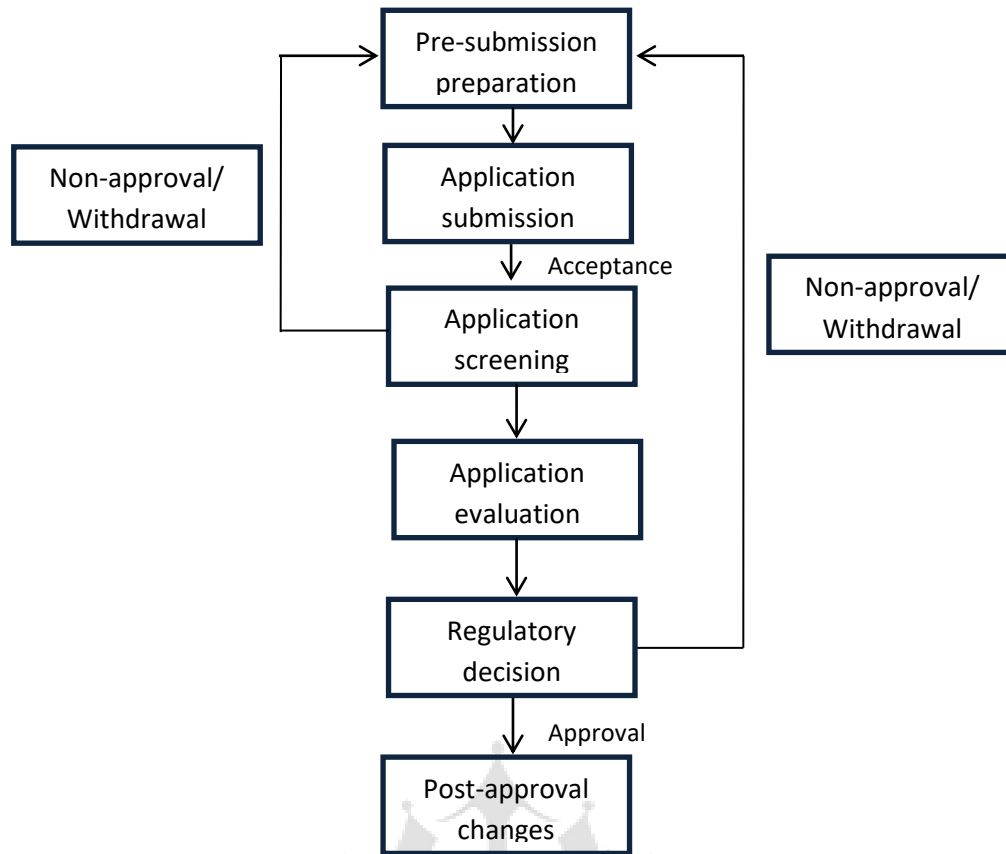 Pre-submission
preparation
Non-approval/
Withdrawal
Application
submission
Acceptance
Non-approval/
Withdrawal
Application
screening
Application
evaluation
Regulatory
decision
Approval
Post-approval
changes